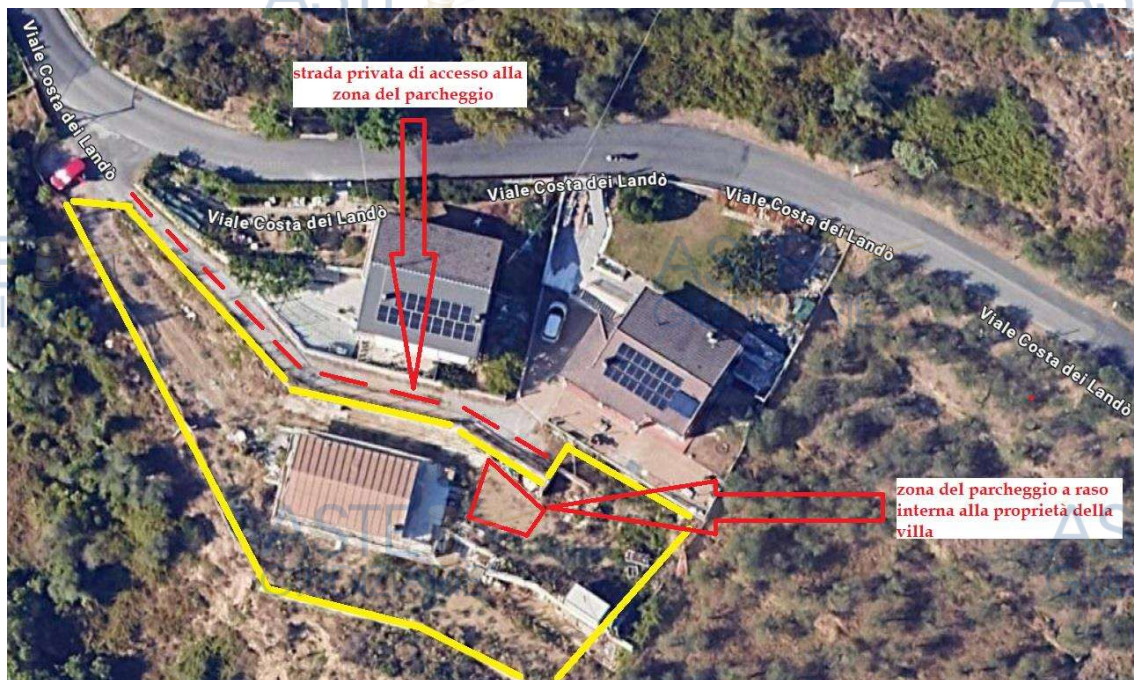 Viale Costa dei Landò
strada privata di accesso alla
zona del parcheggio
Viale Costa dei Landò
Viale Costa dei Landò
Viale Costa dei Landò
Viale Costa dei Landò
zona del parcheggio a raso
interna alla proprietà della
villa